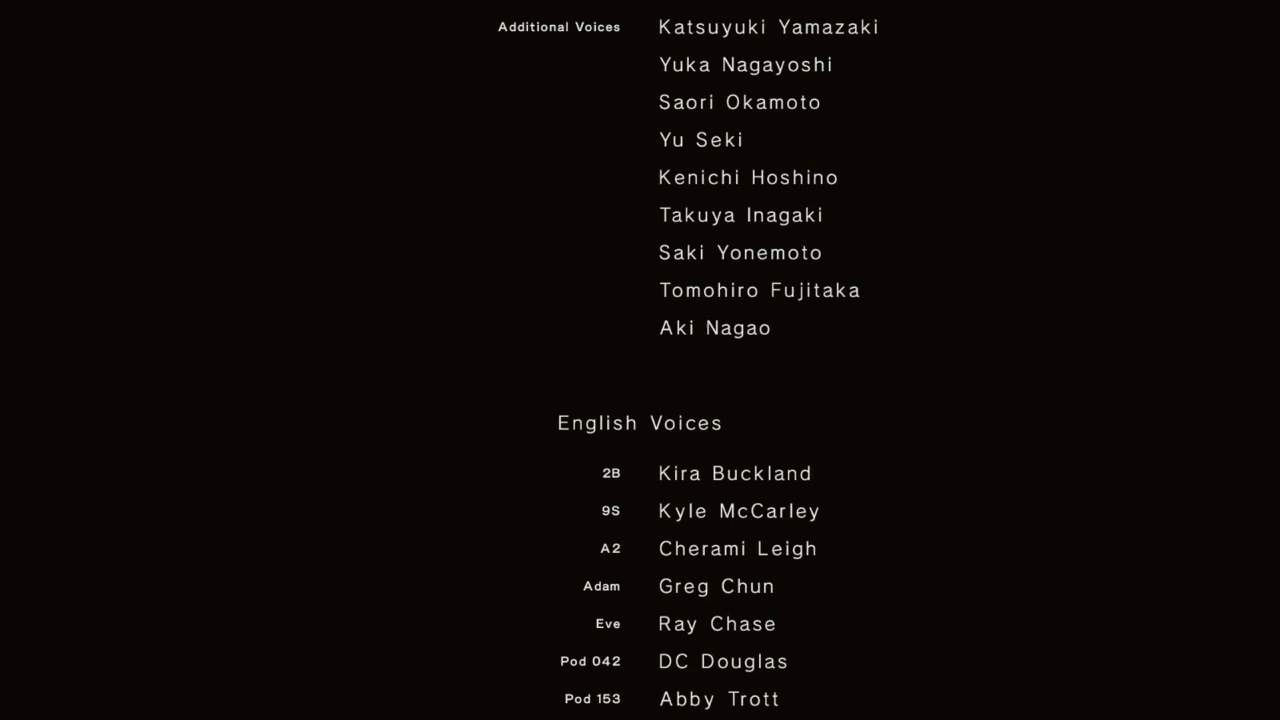 Additional Voices Katsuyuki Yamazaki
Yuka Nagayoshi
Saori Okamoto
Yu Seki
Kenichi Hoshino
Takuya Inagaki
Saki Yonemoto
Tomohiro Fujitaka
Aki Nagao
English Voices
2B Kira Buckland
9S Kyle McCarley
A2 Cherami Leigh
Adam Greg Chun
Eve Ray Chase
Pod 042 DC Douglas
Pod 153 Abby Trott